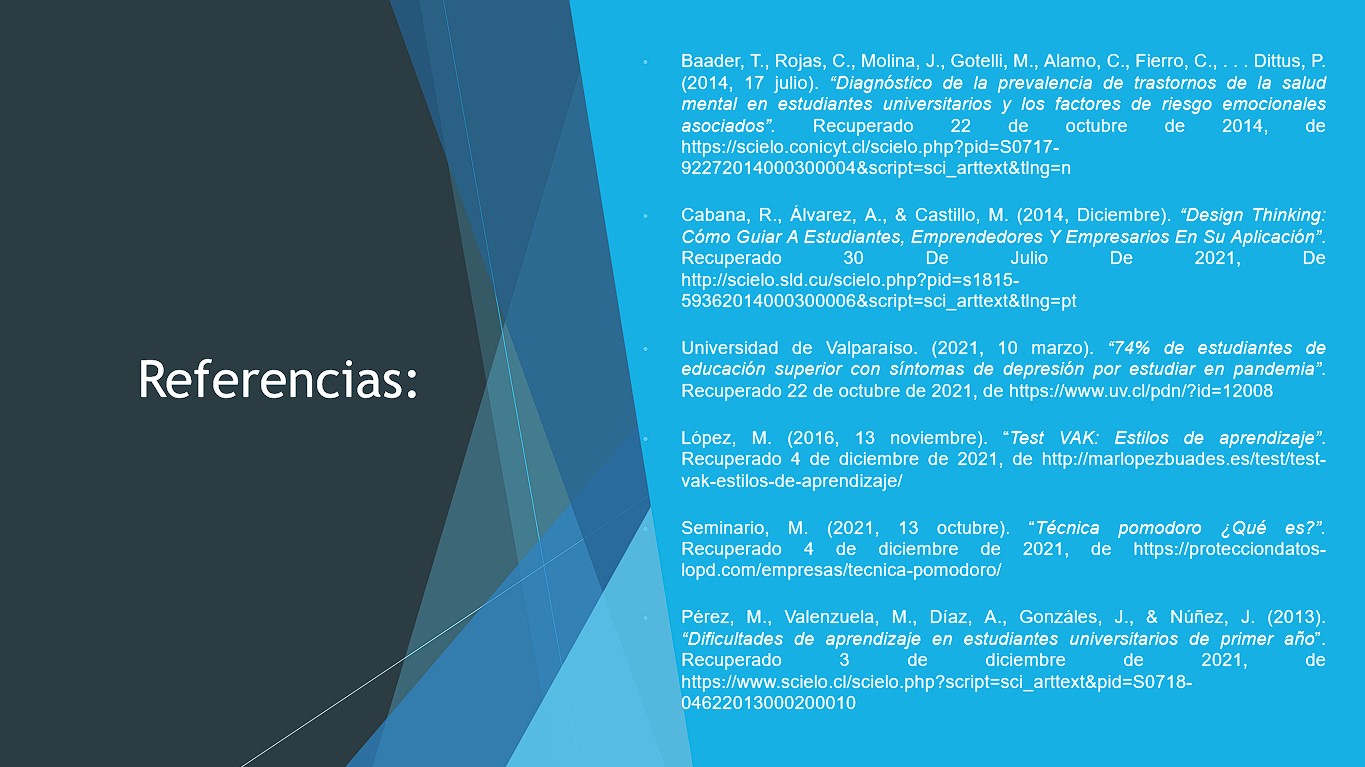 Referencias:
Baader, T., Rojas, C., Molina, J., Gotelli, M., Alamo, C., Fierro, C., . . . Dittus, P.
(2014, 17 julio). “Diagnóstico de la prevalencia de trastornos de la salud
mental en estudiantes universitarios y los factores de riesgo emocionales
asociados”. Recuperado 22 de octubre de 2014, de
https://scielo.conicyt.cl/scielo.php?pid=S0717-
92272014000300004&script=sci_arttext&tlng=n
Cabana, R., Álvarez, A., & Castillo, M. (2014, Diciembre). “Design Thinking:
Cómo Guiar A Estudiantes, Emprendedores Y Empresarios En Su Aplicación”.
Recuperado 30 De Julio De 2021, De
http://scielo.sld.cu/scielo.php?pid=s1815-
59362014000300006&script=sci_arttext&tlng=pt
Universidad de Valparaíso. (2021, 10 marzo). “74% de estudiantes de
educación superior con síntomas de depresión por estudiar en pandemia”.
Recuperado 22 de octubre de 2021, de https://www.uv.cl/pdn/?id=12008
López, M. (2016, 13 noviembre). “Test VAK: Estilos de aprendizaje”.
Recuperado 4 de diciembre de 2021, de http://marlopezbuades.es/test/test-
vak-estilos-de-aprendizaje/
Seminario, M. (2021, 13 octubre). “Técnica pomodoro ¿Qué es?”.
Recuperado 4 de diciembre de 2021, de https://protecciondatos-
lopd.com/empresas/tecnica-pomodoro/
Pérez, M., Valenzuela, M., Díaz, A., Gonzáles, J., & Núñez, J. (2013).
“Dificultades de aprendizaje en estudiantes universitarios de primer año”.
Recuperado 3 de diciembre de 2021, de
https://www.scielo.cl/scielo.php?script=sci_arttext&pid=S0718-
04622013000200010